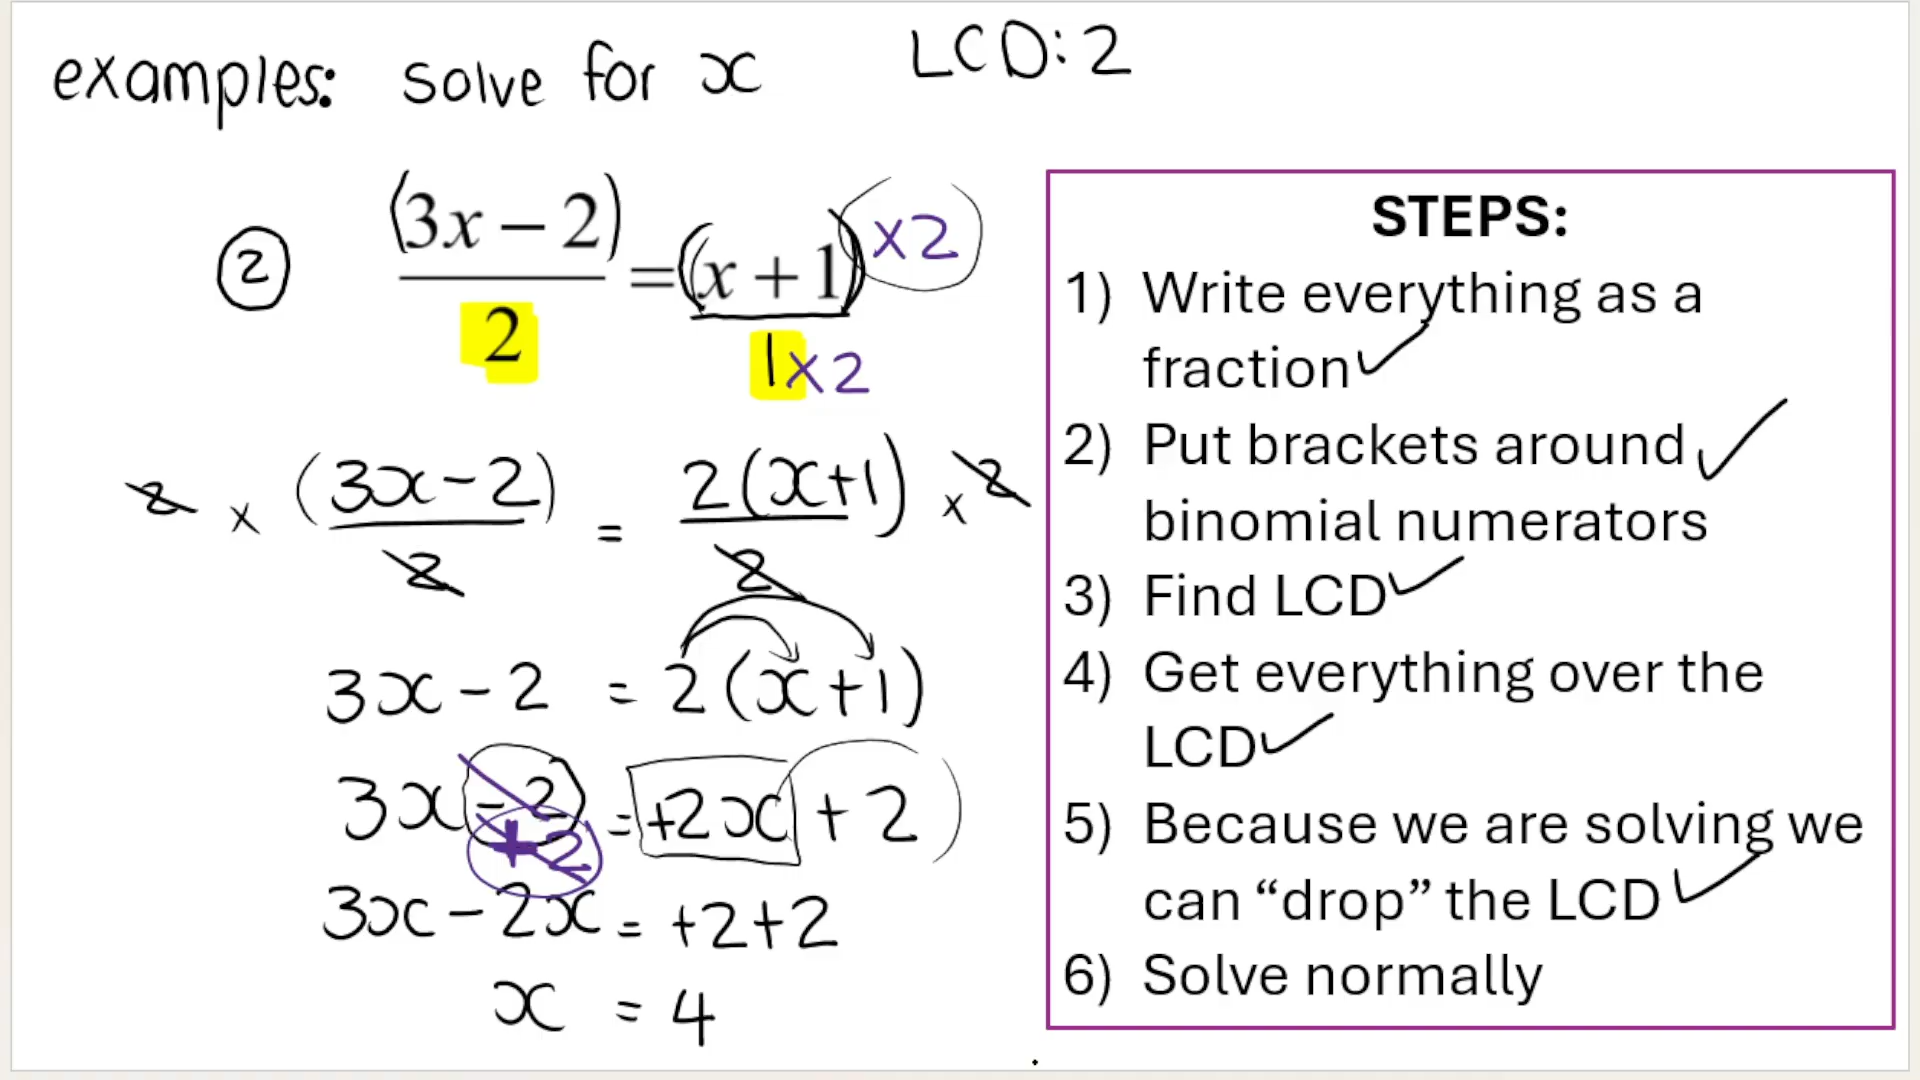 examples: solve for x LCD: 2
② (3x − 2) = (x + 1) ×2
2 1×2
2 × (3x-2) = 2(x+1) × 2
2 2
3x - 2 = 2(x+1)
3x - 2 = +2x + 2
+2
3x - 2x = +2+2
x = 4
STEPS:
1) Write everything as a
fraction ✓
2) Put brackets around ✓
binomial numerators
3) Find LCD ✓
4) Get everything over the
LCD ✓
5) Because we are solving we
can “drop” the LCD ✓
6) Solve normally